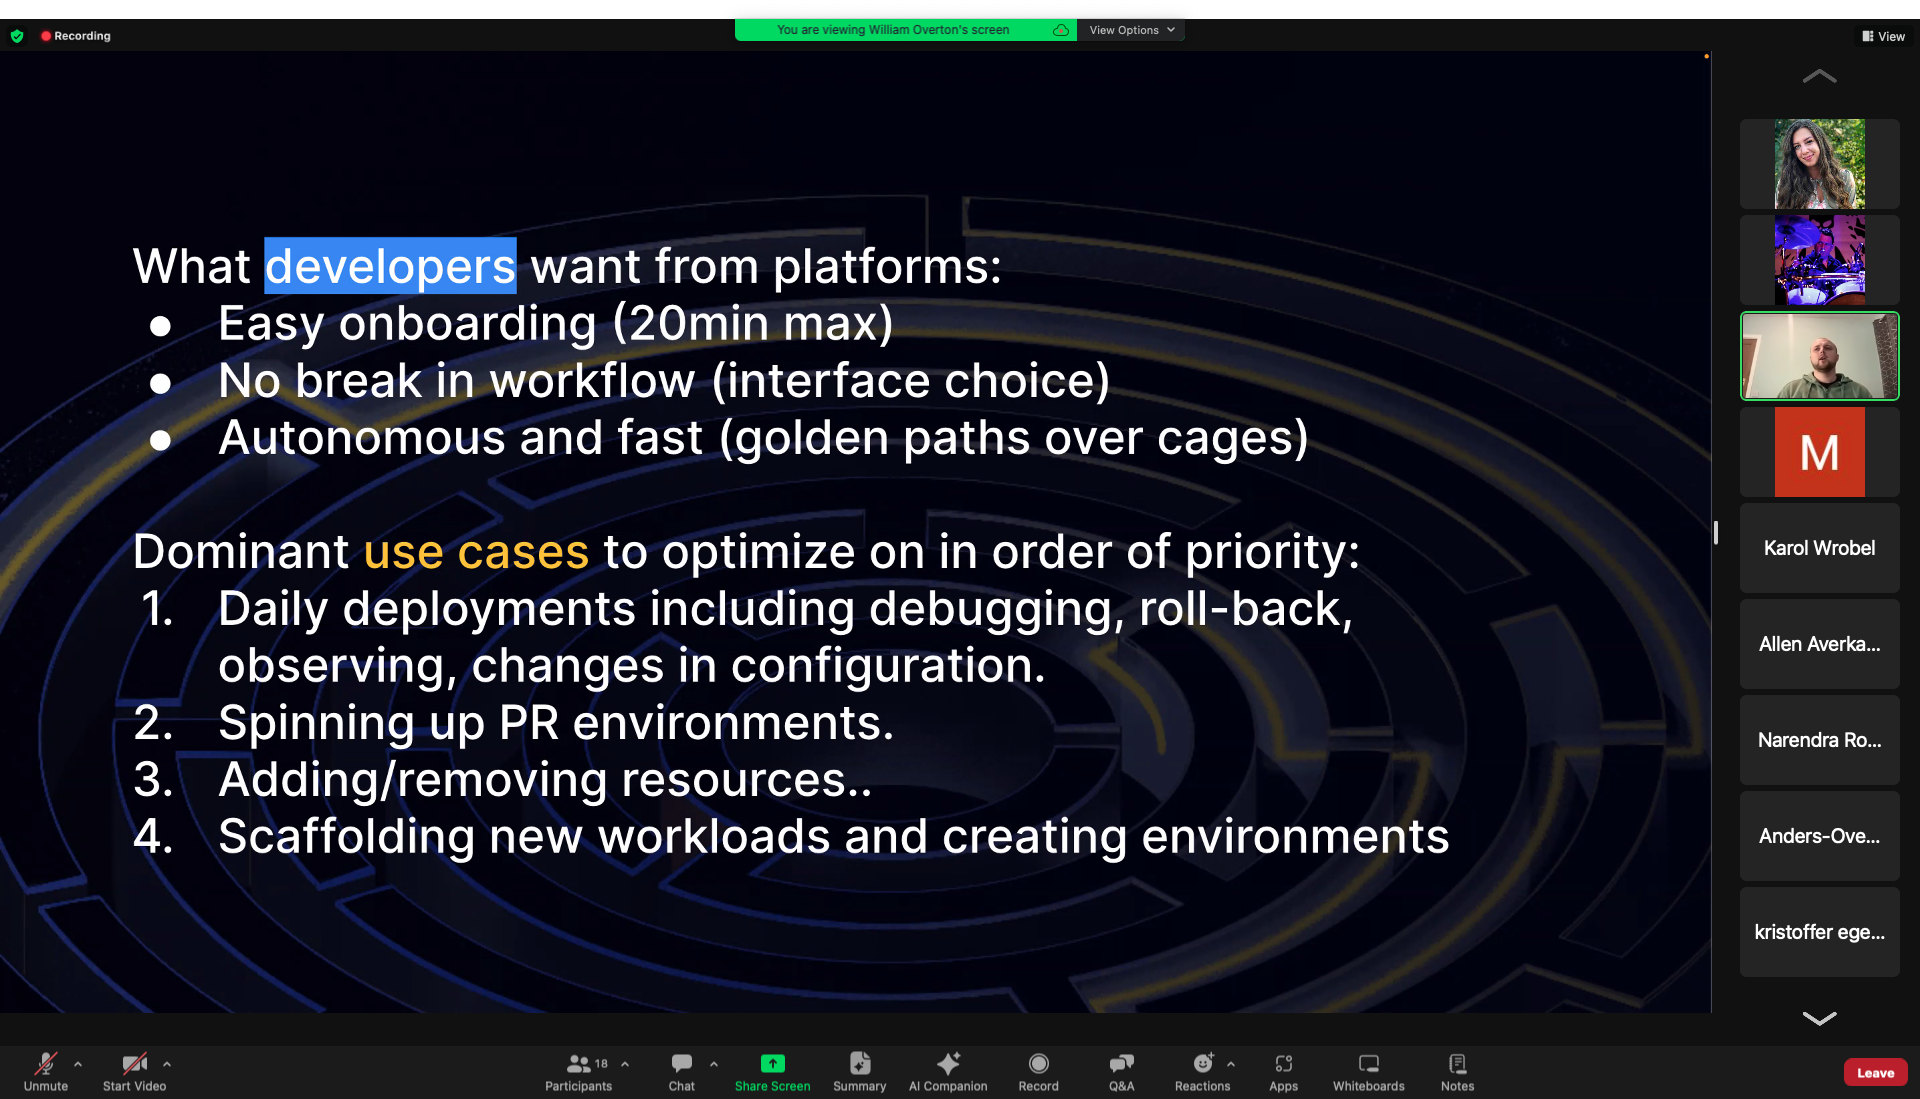 Recording
You are viewing William Overton's screen
View Options
View
What developers want from platforms:
● Easy onboarding (20min max)
● No break in workflow (interface choice)
● Autonomous and fast (golden paths over cages)
Dominant use cases to optimize on in order of priority:
1. Daily deployments including debugging, roll-back,
observing, changes in configuration.
2. Spinning up PR environments.
3. Adding/removing resources..
4. Scaffolding new workloads and creating environments
M
Karol Wrobel
Allen Averka...
Narendra Ro...
Anders-Ove...
kristoffer ege...
Unmute
Start Video
18
Participants
Chat
Share Screen
Summary
AI Companion
Record
Q&A
Reactions
Apps
Whiteboards
Notes
Leave